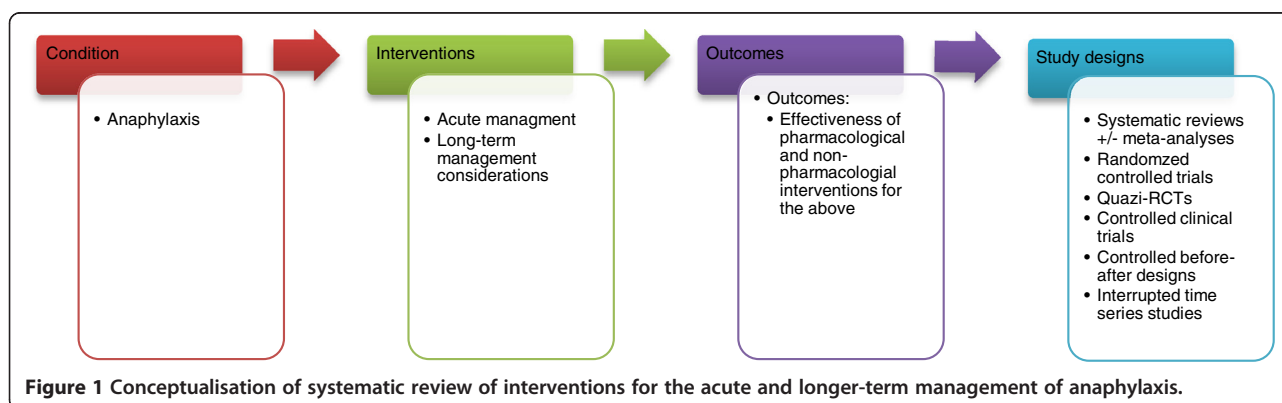 Condition
• Anaphylaxis
Interventions
• Acute managment
• Long-term
management
considerations
Outcomes
• Outcomes:
• Effectiveness of
pharmacological
and non-
pharmacologial
interventions for
the above
Study designs
• Systematic reviews
+/- meta-analyses
• Randomzed
controlled trials
• Quazi-RCTs
• Controlled clinical
trials
• Controlled before-
after designs
• Interrupted time
series studies
Figure 1 Conceptualisation of systematic review of interventions for the acute and longer-term management of anaphylaxis.